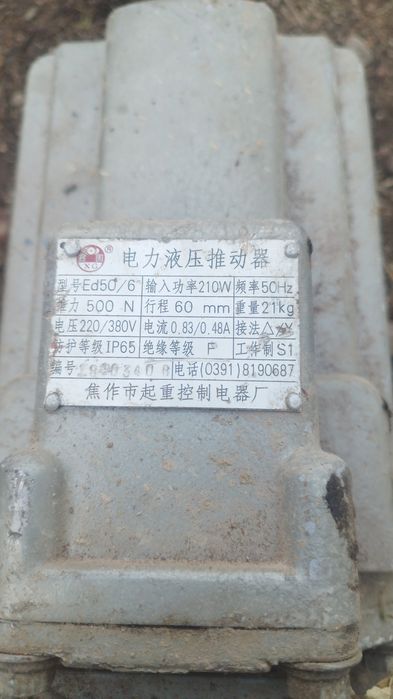 电力液压推动器
型号 Ed50/6 输入功率210W 频率50Hz
推力 500 N 行程 60 mm 重量21kg
电压220/380V 电流0.83/0.48A 接法△/Y
防护等级IP65 绝缘等级 F 工作制S1
编号 电话(0391)8190687
焦作市起重控制电器厂